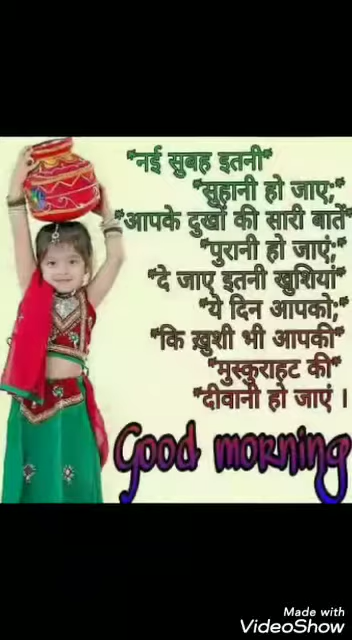 *नई सुबह इतनी*
*सुहानी हो जाए;*
*आपके दुखों की सारी बातें*
*पुरानी हो जाएं;*
*दे जाए इतनी खुशियां*
*ये दिन आपको;*
*कि ख़ुशी भी आपकी*
*मुस्कुराहट की*
*दीवानी हो जाएं ।
Good morning
Made with
VideoShow